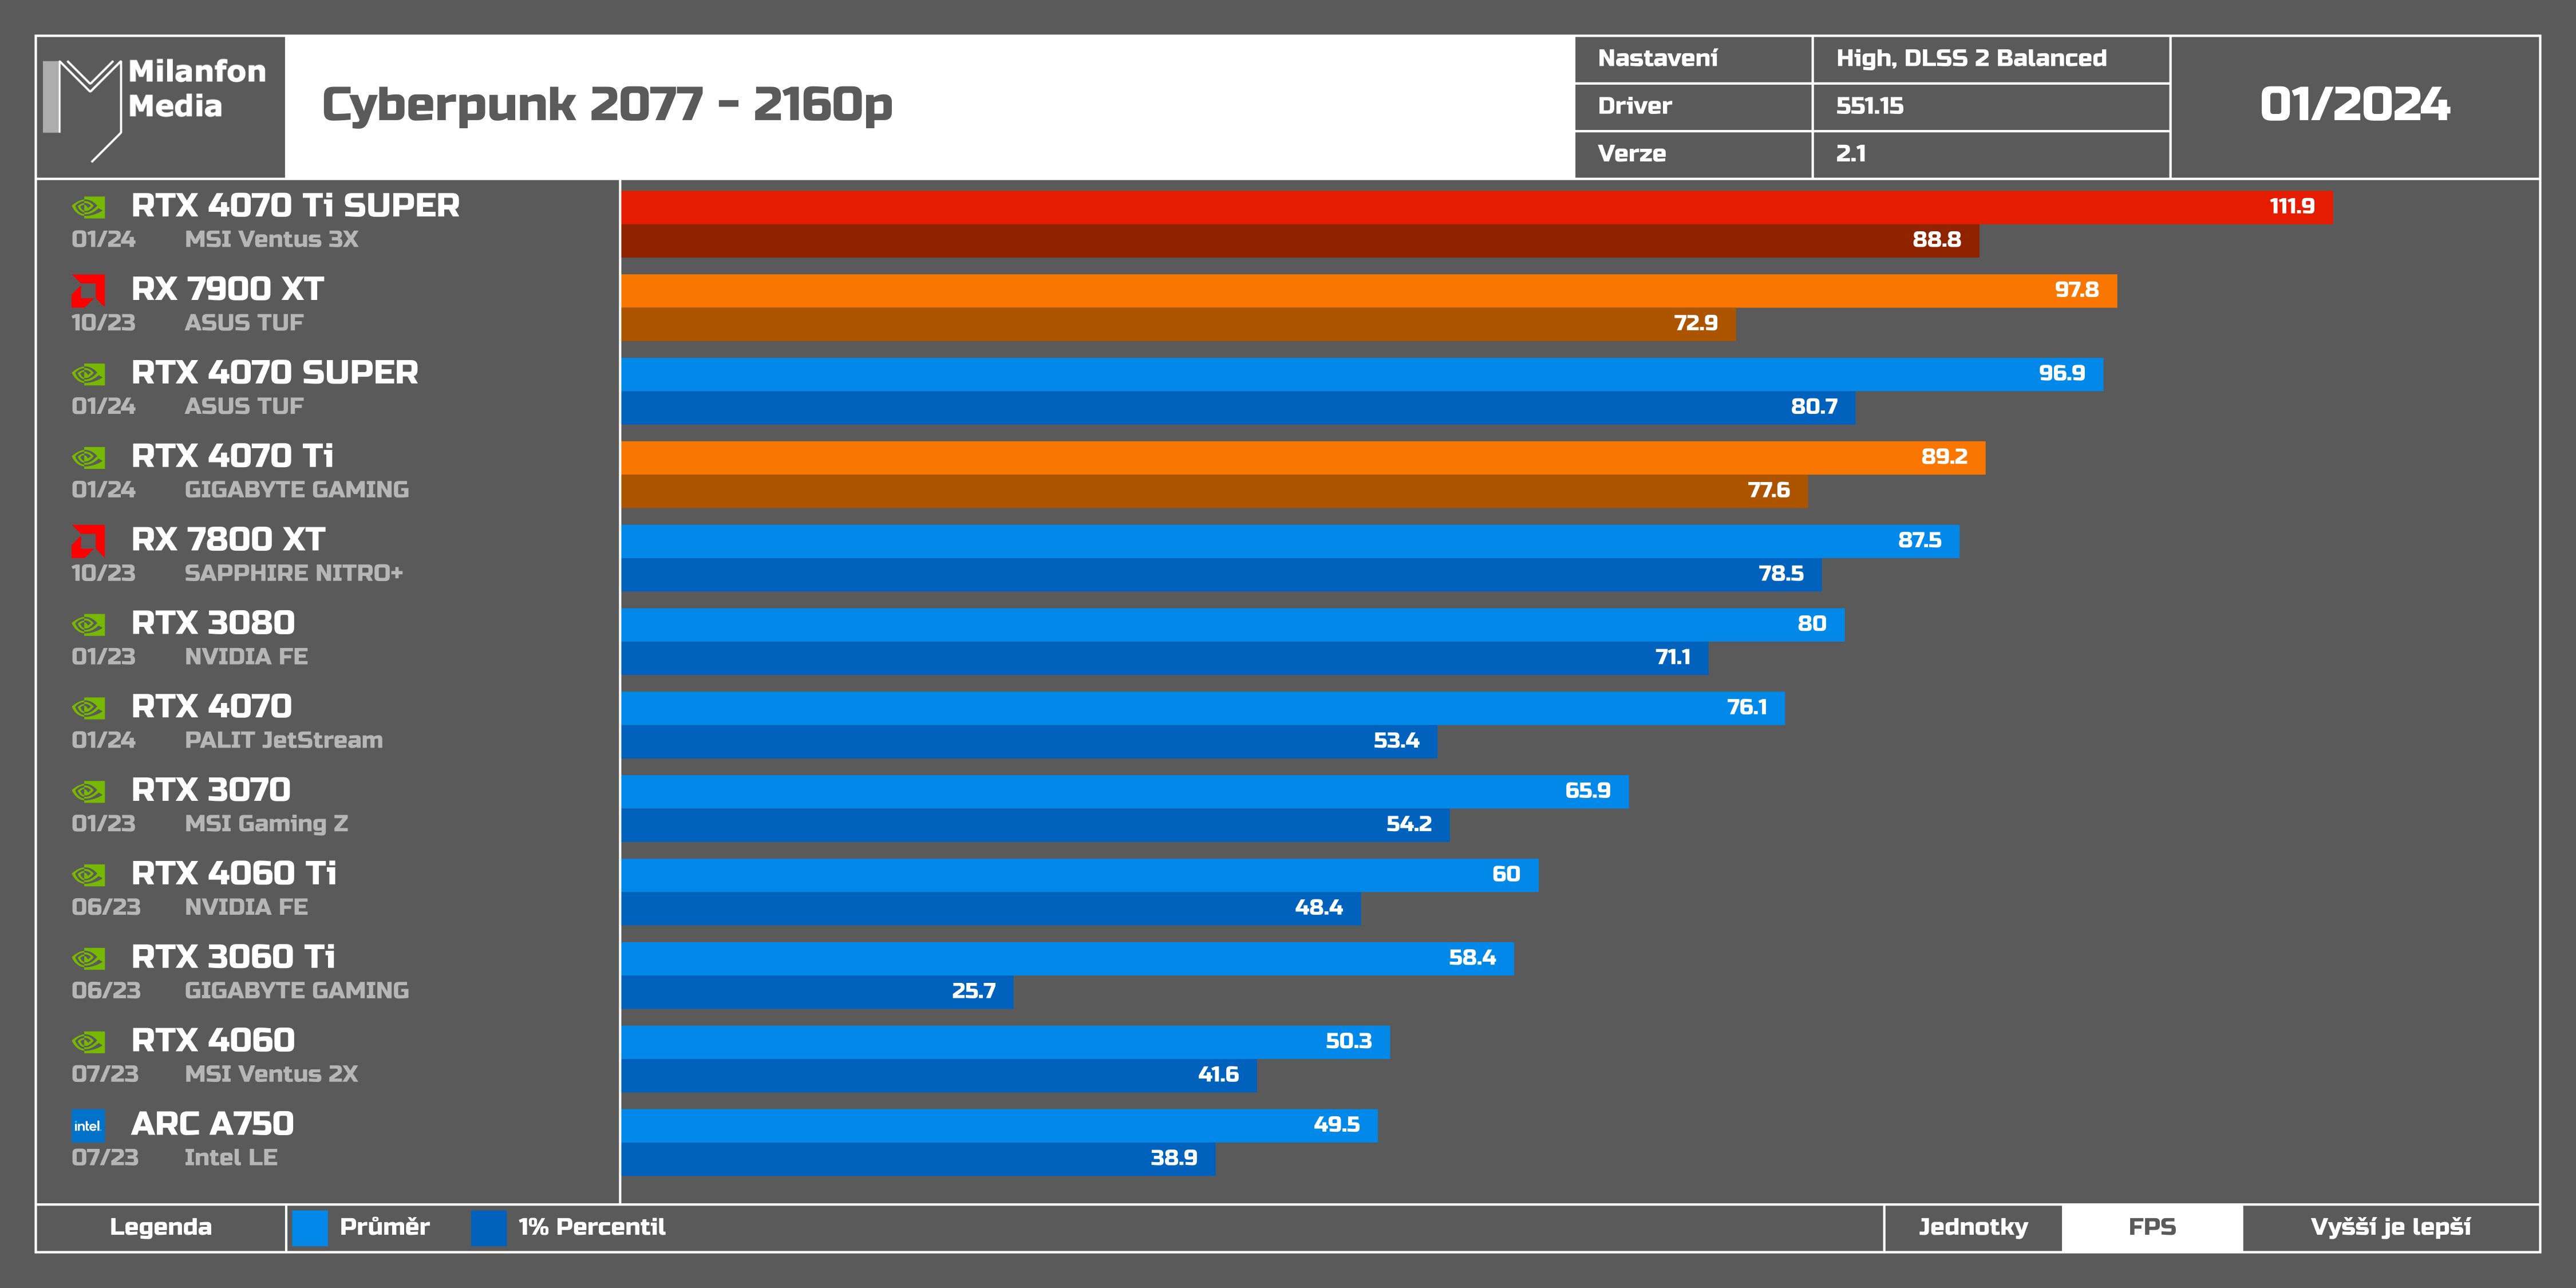 Milanfon
Media
Cyberpunk 2077 - 2160p
Nastavení High, DLSS 2 Balanced
Driver 551.15
Verze 2.1
01/2024
RTX 4070 Ti SUPER 111.9
01/24 MSI Ventus 3X 88.8
RX 7900 XT 97.8
10/23 ASUS TUF 72.9
RTX 4070 SUPER 96.9
01/24 ASUS TUF 80.7
RTX 4070 Ti 89.2
01/24 GIGABYTE GAMING 77.6
RX 7800 XT 87.5
10/23 SAPPHIRE NITRO+ 78.5
RTX 3080 80
01/23 NVIDIA FE 71.1
RTX 4070 76.1
01/24 PALIT JetStream 53.4
RTX 3070 65.9
01/23 MSI Gaming Z 54.2
RTX 4060 Ti 60
06/23 NVIDIA FE 48.4
RTX 3060 Ti 58.4
06/23 GIGABYTE GAMING 25.7
RTX 4060 50.3
07/23 MSI Ventus 2X 41.6
intel ARC A750 49.5
07/23 Intel LE 38.9
Legenda Průměr 1% Percentil Jednotky FPS Vyšší je lepší